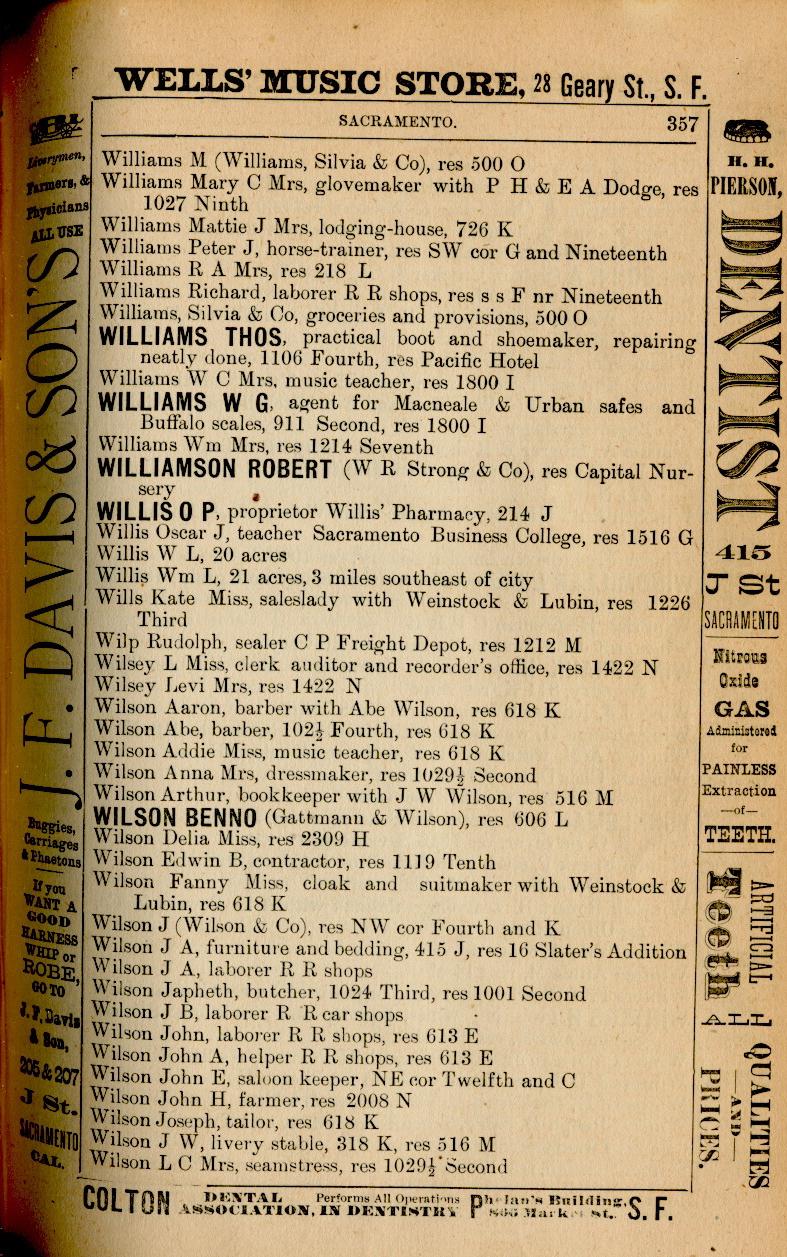 WELLS' MUSIC STORE, 28 Geary St., S. F.
SACRAMENTO. 357
Williams M (Williams, Silvia & Co), res 500 O
Williams Mary C Mrs, glovemaker with P H & E A Dodge, res
1027 Ninth
Williams Mattie J Mrs, lodging-house, 726 K
Williams Peter J, horse-trainer, res SW cor G and Nineteenth
Williams R A Mrs, res 218 L
Williams Richard, laborer R R shops, res s s F nr Nineteenth
Williams, Silvia & Co, groceries and provisions, 500 O
WILLIAMS THOS, practical boot and shoemaker, repairing
neatly done, 1106 Fourth, res Pacific Hotel
Williams W C Mrs, music teacher, res 1800 I
WILLIAMS W G, agent for Macneale & Urban safes and
Buffalo scales, 911 Second, res 1800 I
Williams Wm Mrs, res 1214 Seventh
WILLIAMSON ROBERT (W R Strong & Co), res Capital Nur-
sery
WILLIS O P, proprietor Willis' Pharmacy, 214 J
Willis Oscar J, teacher Sacramento Business College, res 1516 G
Willis W L, 20 acres
Willis Wm L, 21 acres, 3 miles southeast of city
Wills Kate Miss, saleslady with Weinstock & Lubin, res 1226
Third
Wilp Rudolph, sealer C P Freight Depot, res 1212 M
Wilsey L Miss, clerk auditor and recorder's office, res 1422 N
Wilsey Levi Mrs, res 1422 N
Wilson Aaron, barber with Abe Wilson, res 618 K
Wilson Abe, barber, 102½ Fourth, res 618 K
Wilson Addie Miss, music teacher, res 618 K
Wilson Anna Mrs, dressmaker, res 1029½ Second
Wilson Arthur, bookkeeper with J W Wilson, res 516 M
WILSON BENNO (Gattmann & Wilson), res 606 L
Wilson Delia Miss, res 2309 H
Wilson Edwin B, contractor, res 1119 Tenth
Wilson Fanny Miss, cloak and suitmaker with Weinstock &
Lubin, res 618 K
Wilson J (Wilson & Co), res NW cor Fourth and K
Wilson J A, furniture and bedding, 415 J, res 16 Slater's Addition
Wilson J A, laborer R R shops
Wilson Japheth, butcher, 1024 Third, res 1001 Second
Wilson J B, laborer R R car shops
Wilson John, laborer R R shops, res 613 E
Wilson John A, helper R R shops, res 613 E
Wilson John E, saloon keeper, NE cor Twelfth and C
Wilson John H, farmer, res 2008 N
Wilson Joseph, tailor, res 618 K
Wilson J W, livery stable, 318 K, res 516 M
Wilson L C Mrs, seamstress, res 1029½ Second
Liverymen,
Farmers, &
Physicians
ALL USE
J. F. DAVIS & SON'S
Buggies,
Carriages
& Phaetons
If you
WANT A
GOOD
HARNESS
WHIP or
ROBE,
GO TO
J. F. Davis
& Son,
205 & 207
J St.
SACRAMENTO
CAL.
H. H.
PIERSON,
DENTIST
415
J St
SACRAMENTO
Nitrous
Oxide
GAS
Administered
for
PAINLESS
Extraction
—of—
TEETH.
ARTIFICIAL
Teeth
ALL
QUALITIES
—AND—
PRICES.
COLTON DENTAL ASSOCIATION, Performs All Operations IN DENTISTRY Phelan's Building, Market St., S. F.